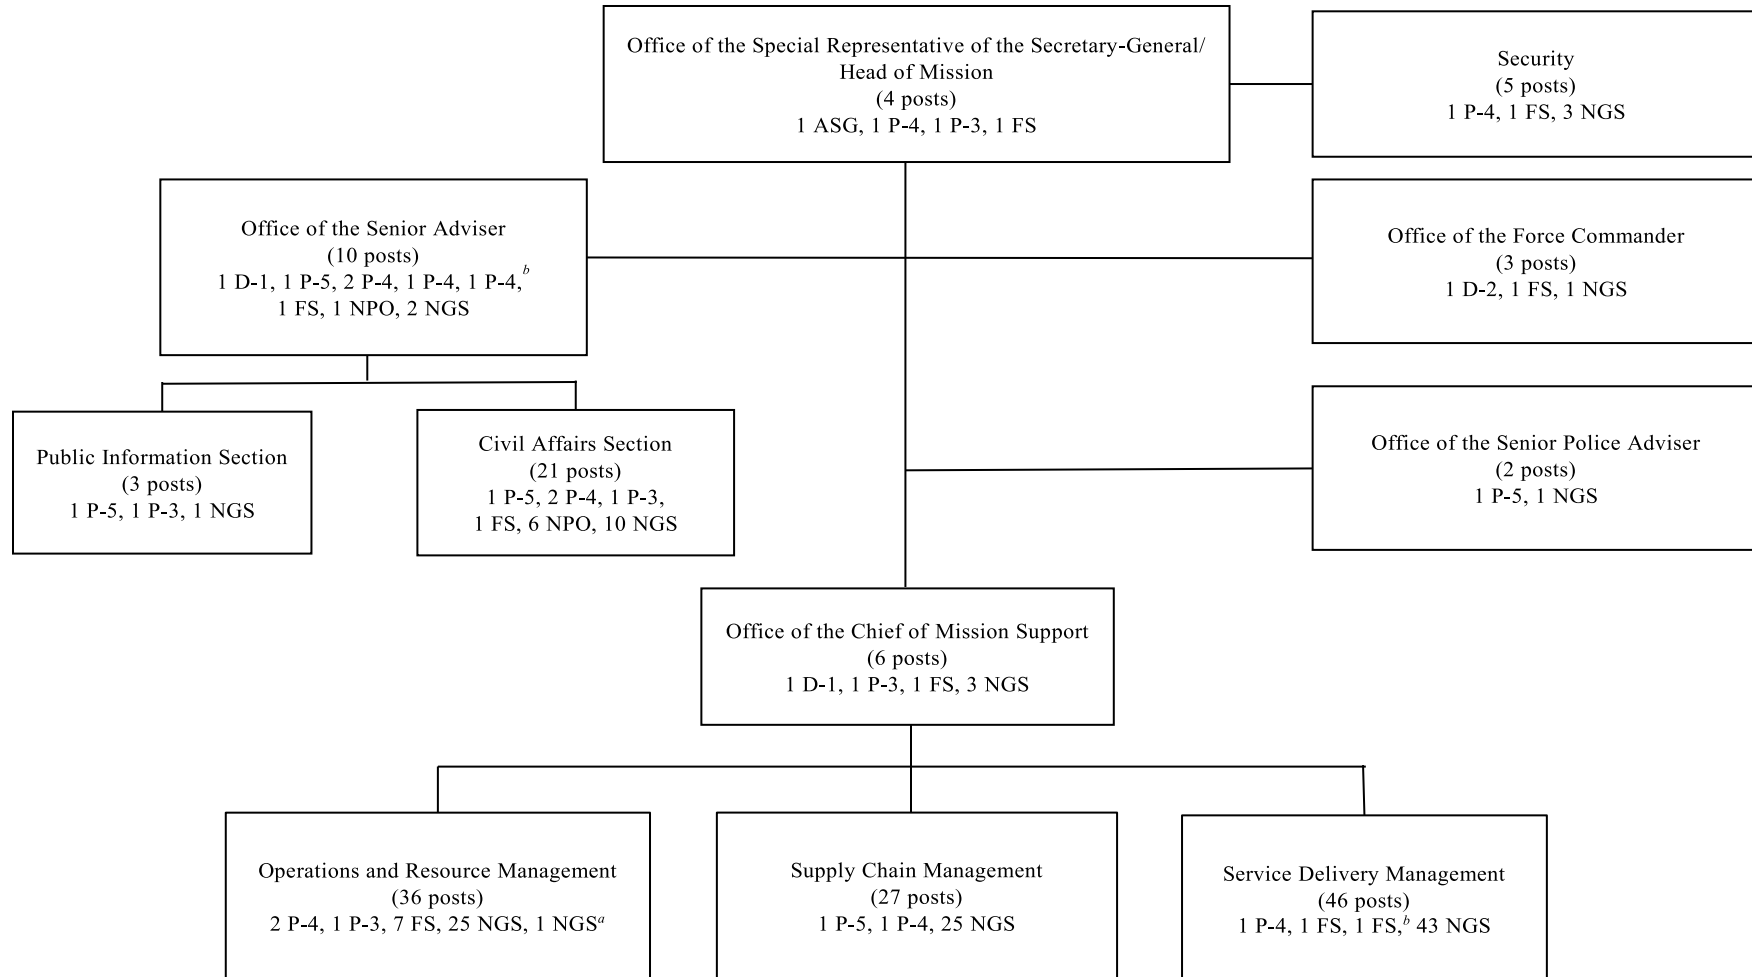 Office of the Special Representative of the Secretary-General/
Head of Mission
(4 posts)
1 ASG, 1 P-4, 1 P-3, 1 FS
Security
(5 posts)
1 P-4, 1 FS, 3 NGS
Office of the Senior Adviser
(10 posts)
1 D-1, 1 P-5, 2 P-4, 1 P-4, 1 P-4,b
1 FS, 1 NPO, 2 NGS
Office of the Force Commander
(3 posts)
1 D-2, 1 FS, 1 NGS
Public Information Section
(3 posts)
1 P-5, 1 P-3, 1 NGS
Civil Affairs Section
(21 posts)
1 P-5, 2 P-4, 1 P-3,
1 FS, 6 NPO, 10 NGS
Office of the Senior Police Adviser
(2 posts)
1 P-5, 1 NGS
Office of the Chief of Mission Support
(6 posts)
1 D-1, 1 P-3, 1 FS, 3 NGS
Operations and Resource Management
(36 posts)
2 P-4, 1 P-3, 7 FS, 25 NGS, 1 NGSa
Supply Chain Management
(27 posts)
1 P-5, 1 P-4, 25 NGS
Service Delivery Management
(46 posts)
1 P-4, 1 FS, 1 FS,b 43 NGS